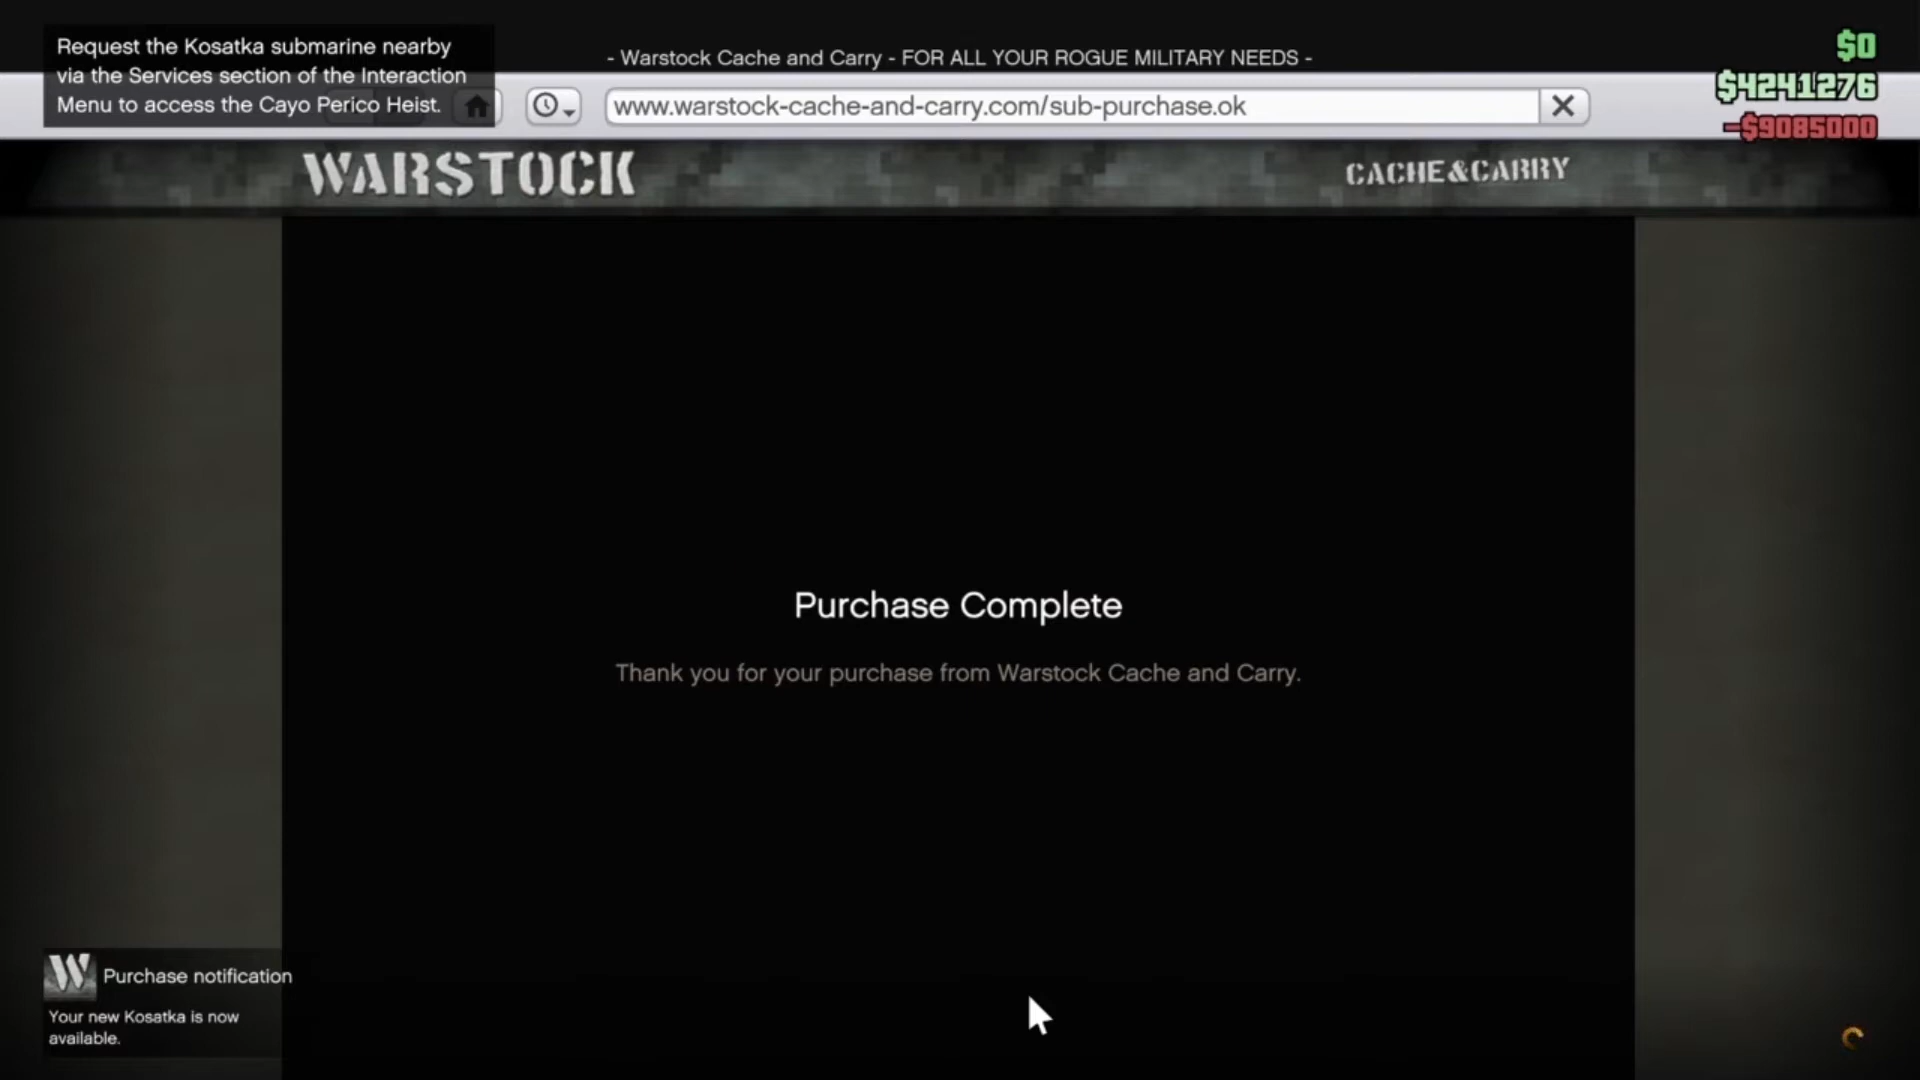 Request the Kosatka submarine nearby
via the Services section of the Interaction
Menu to access the Cayo Perico Heist.
- Warstock Cache and Carry - FOR ALL YOUR ROGUE MILITARY NEEDS -
$0
$4241276
-$9085000
www.warstock-cache-and-carry.com/sub-purchase.ok
WARSTOCK
CACHE&CARRY
Purchase Complete
Thank you for your purchase from Warstock Cache and Carry.
W
Purchase notification
Your new Kosatka is now
available.